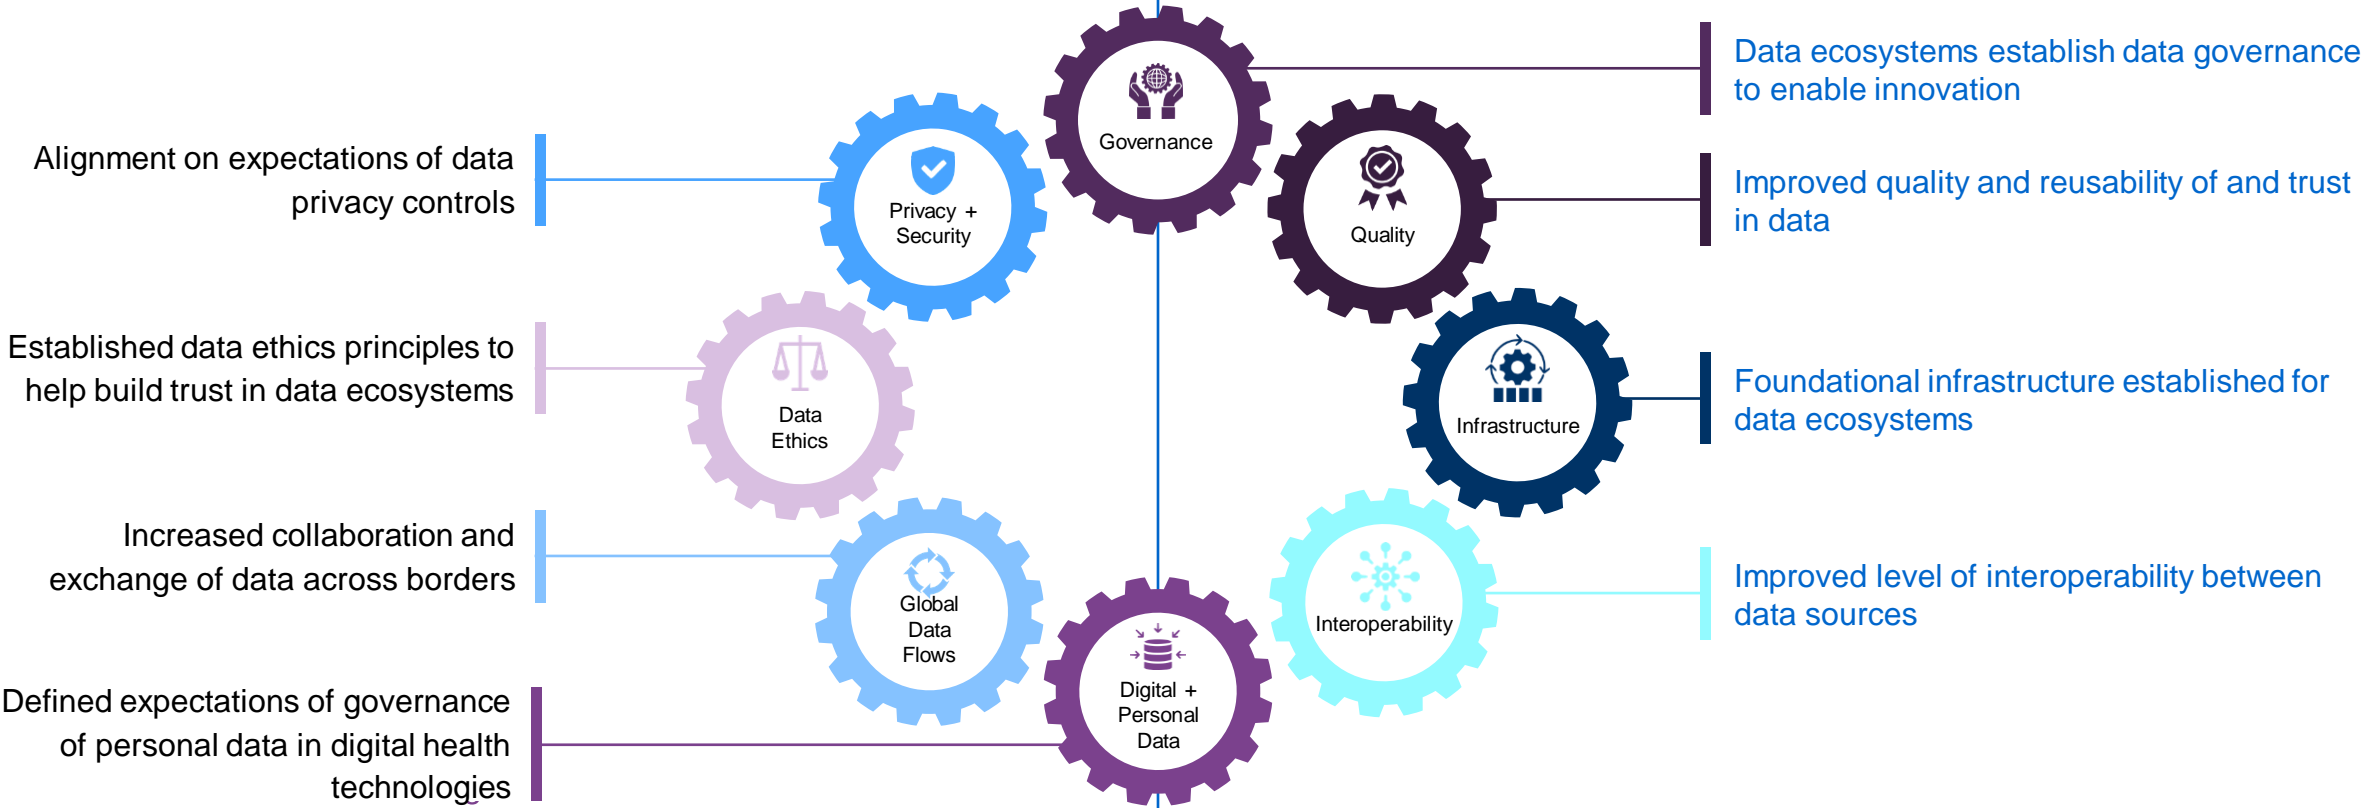 Alignment on expectations of data
privacy controls
Established data ethics principles to
help build trust in data ecosystems
Increased collaboration and
exchange of data across borders
Defined expectations of governance
of personal data in digital health
technologies
Governance
Privacy +
Security
Quality
Data
Ethics
Infrastructure
Global
Data
Flows
Interoperability
Digital +
Personal
Data
Data ecosystems establish data governance
to enable innovation
Improved quality and reusability of and trust
in data
Foundational infrastructure established for
data ecosystems
Improved level of interoperability between
data sources